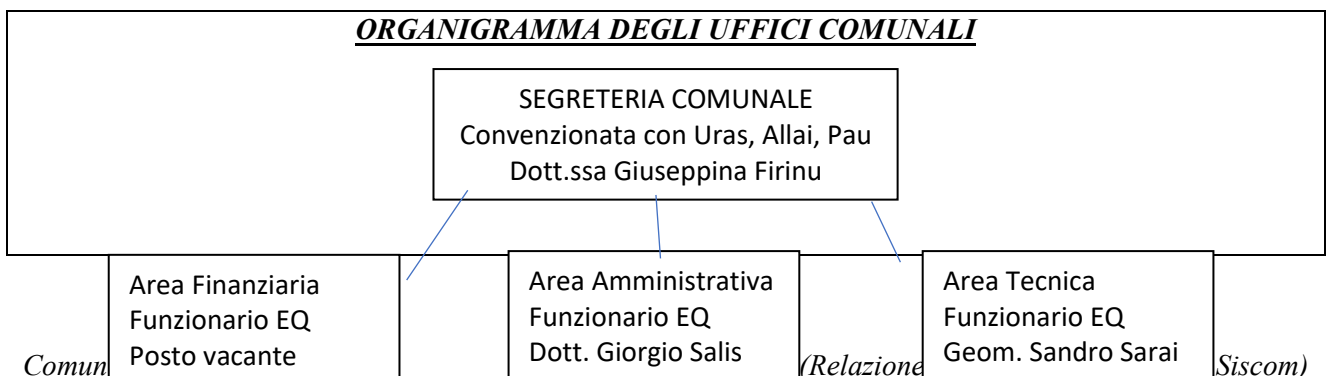 ORGANIGRAMMA DEGLI UFFICI COMUNALI
SEGRETERIA COMUNALE
Convenzionata con Uras, Allai, Pau
Dott.ssa Giuseppina Firinu
Area Finanziaria
Funzionario EQ
Posto vacante
Area Amministrativa
Funzionario EQ
Dott. Giorgio Salis
Area Tecnica
Funzionario EQ
Geom. Sandro Sarai
(Relazione Siscom)